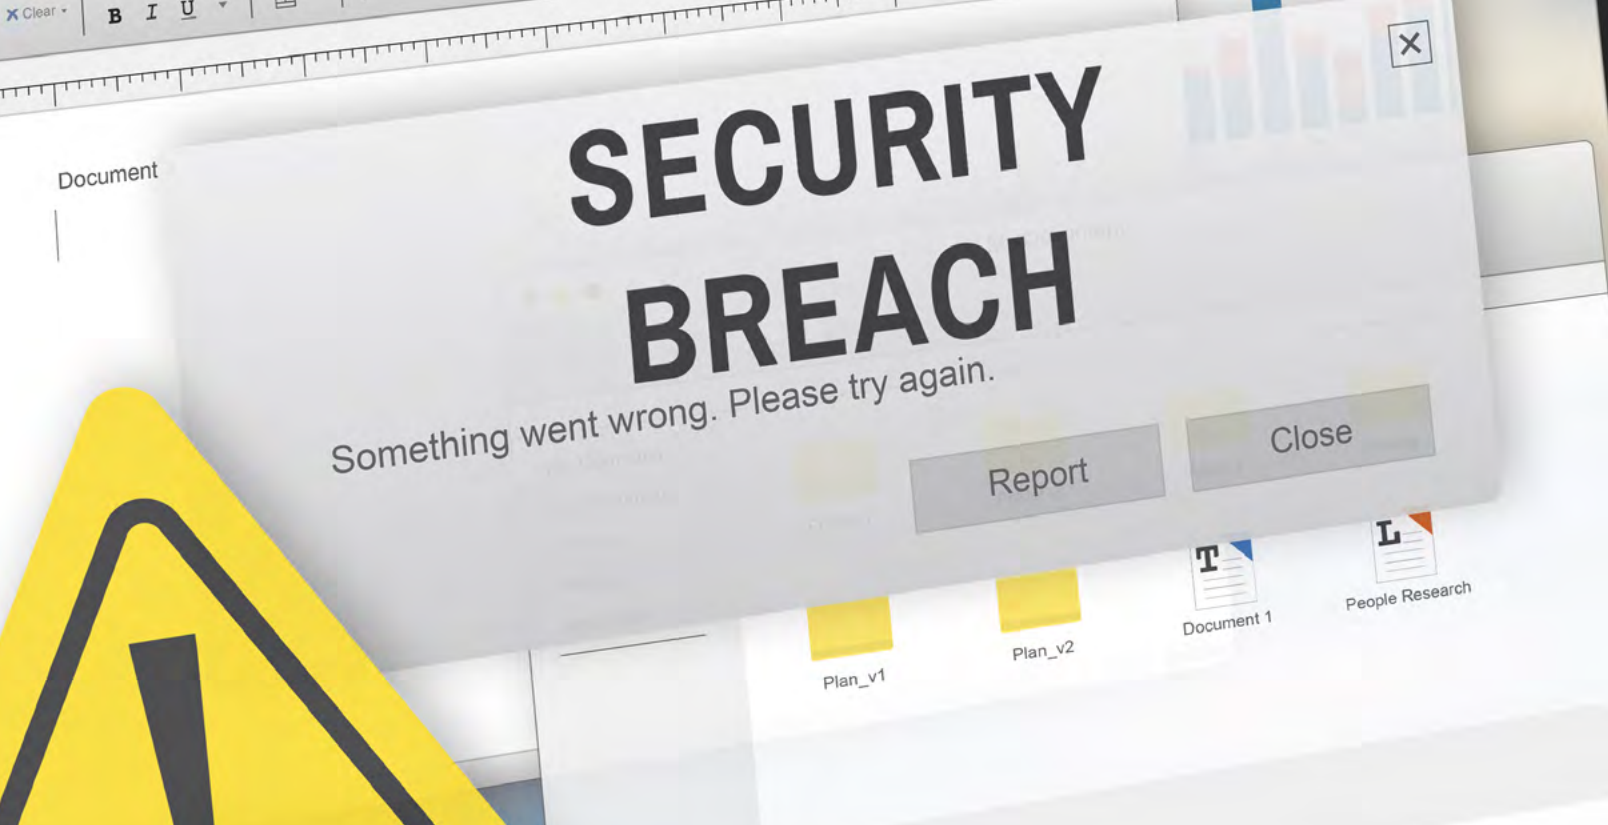 Clear
B I U
Document
SECURITY
BREACH
Something went wrong. Please try again.
Report
Close
T
L
Plan_v1
Plan_v2
Document 1
People Research